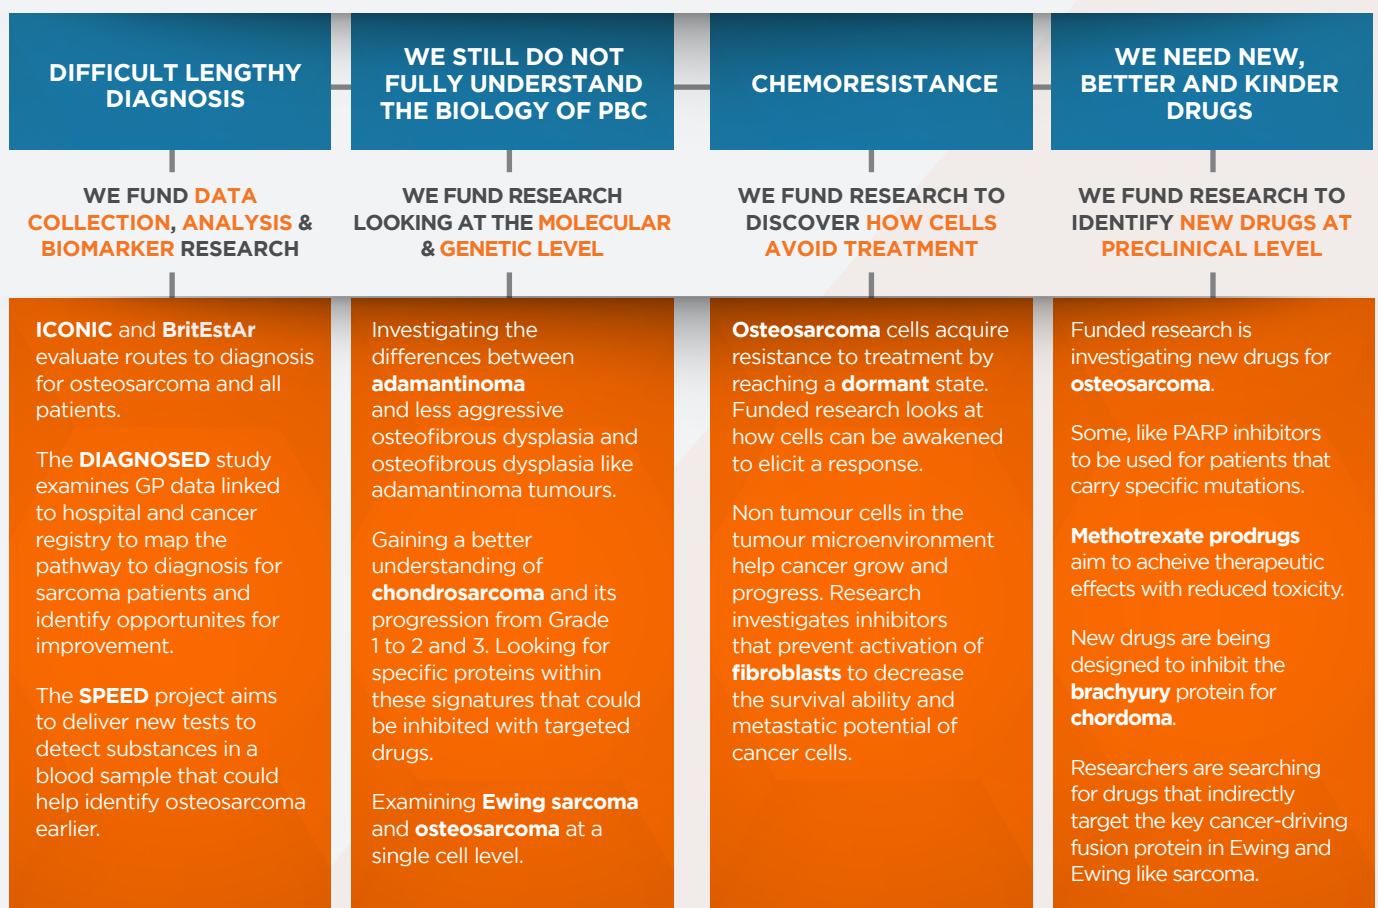 DIFFICULT LENGTHY
DIAGNOSIS
WE FUND DATA
COLLECTION, ANALYSIS &
BIOMARKER RESEARCH
ICONIC and BritEstAr
evaluate routes to diagnosis
for osteosarcoma and all
patients.
The DIAGNOSED study
examines GP data linked
to hospital and cancer
registry to map the
pathway to diagnosis for
sarcoma patients and
identify opportunites for
improvement.
The SPEED project aims
to deliver new tests to
detect substances in a
blood sample that could
help identify osteosarcoma
earlier.
WE STILL DO NOT
FULLY UNDERSTAND
THE BIOLOGY OF PBC
WE FUND RESEARCH
LOOKING AT THE MOLECULAR
& GENETIC LEVEL
Investigating the
differences between
adamantinoma
and less aggressive
osteofibrous dysplasia and
osteofibrous dysplasia like
adamantinoma tumours.
Gaining a better
understanding of
chondrosarcoma and its
progression from Grade
1 to 2 and 3. Looking for
specific proteins within
these signatures that could
be inhibited with targeted
drugs.
Examining Ewing sarcoma
and osteosarcoma at a
single cell level.
CHEMORESISTANCE
WE FUND RESEARCH TO
DISCOVER HOW CELLS
AVOID TREATMENT
Osteosarcoma cells acquire
resistance to treatment by
reaching a dormant state.
Funded research looks at
how cells can be awakened
to elicit a response.
Non tumour cells in the
tumour microenvironment
help cancer grow and
progress. Research
investigates inhibitors
that prevent activation of
fibroblasts to decrease
the survival ability and
metastatic potential of
cancer cells.
WE NEED NEW,
BETTER AND KINDER
DRUGS
WE FUND RESEARCH TO
IDENTIFY NEW DRUGS AT
PRECLINICAL LEVEL
Funded research is
investigating new drugs for
osteosarcoma.
Some, like PARP inhibitors
to be used for patients that
carry specific mutations.
Methotrexate prodrugs
aim to acheive therapeutic
effects with reduced toxicity.
New drugs are being
designed to inhibit the
brachyury protein for
chordoma.
Researchers are searching
for drugs that indirectly
target the key cancer-driving
fusion protein in Ewing and
Ewing like sarcoma.